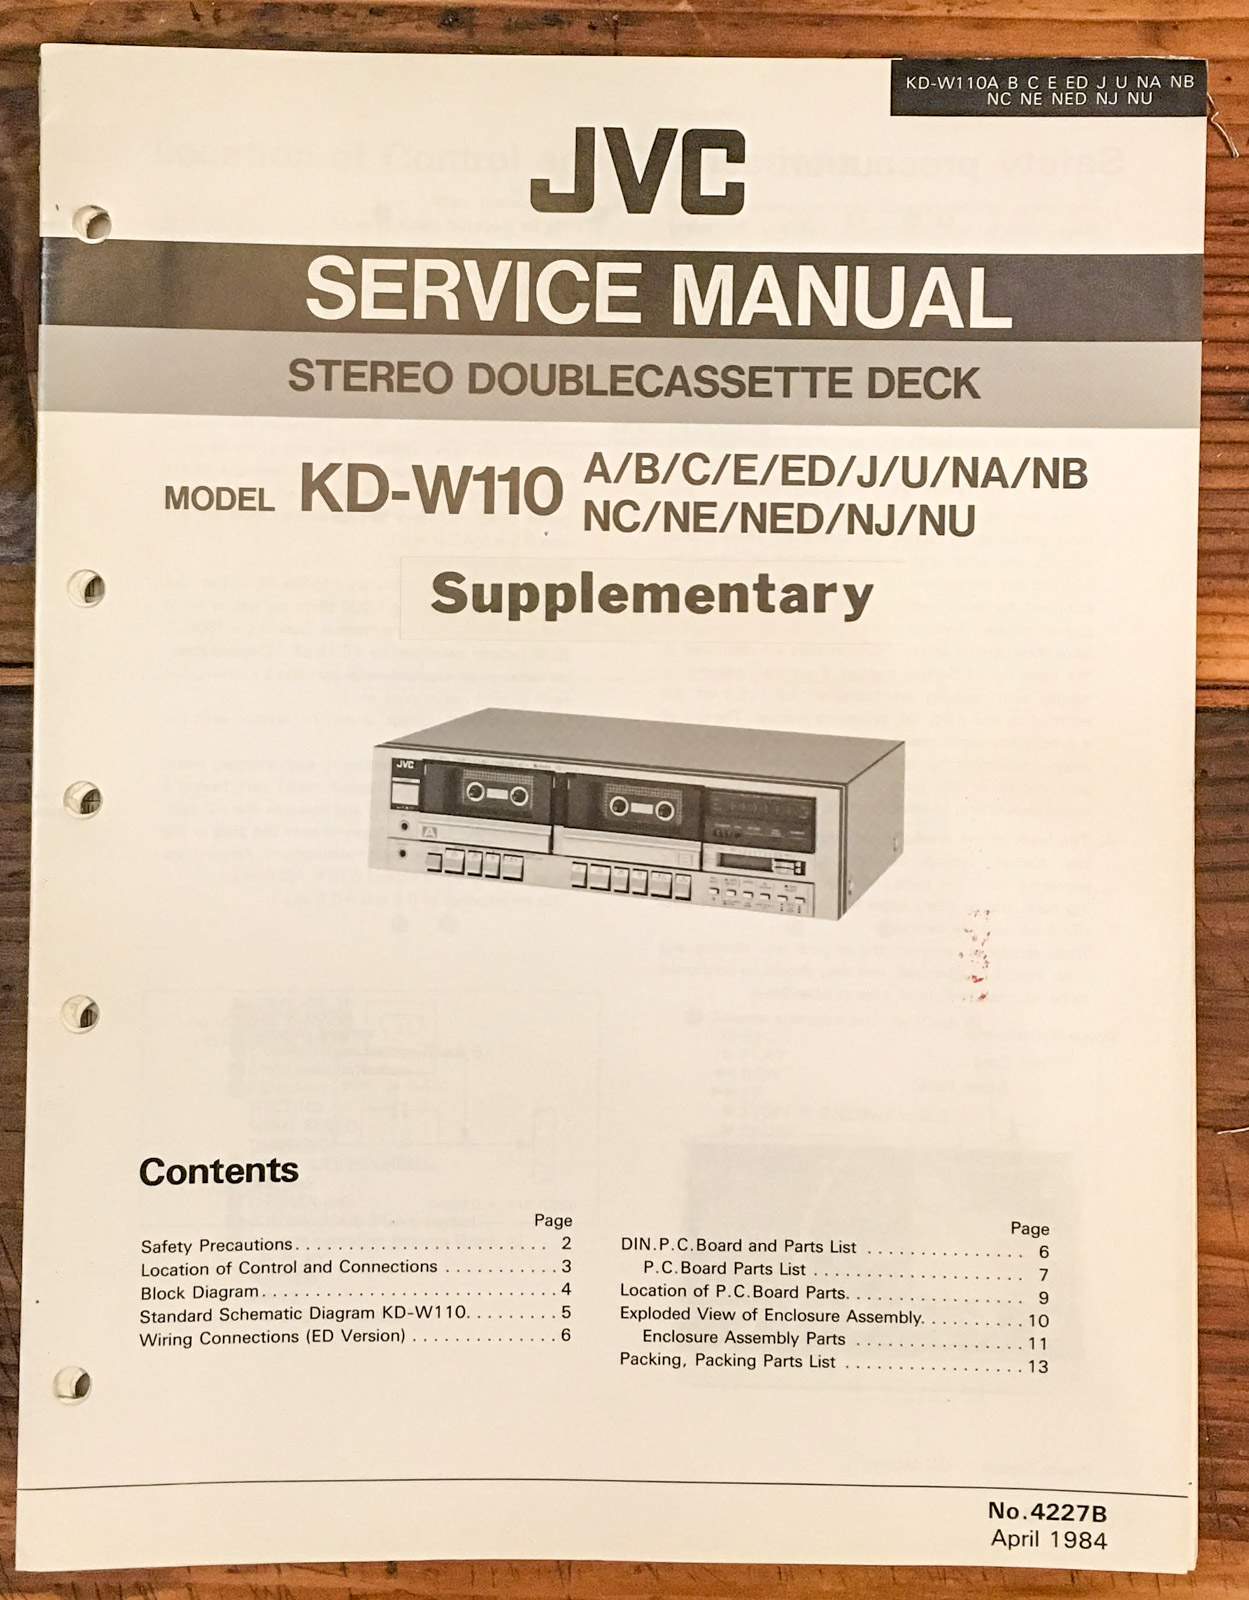 KD-W110A B C E ED J U NA NB
NC NE NED NJ NU
JVC
SERVICE MANUAL
STEREO DOUBLECASSETTE DECK
MODEL KD-W110 A/B/C/E/ED/J/U/NA/NB
NC/NE/NED/NJ/NU
Supplementary
JVC
A
B
Contents
Page
Safety Precautions. . . . . . . . . . . . . . . . . . . . . . . . 2
Location of Control and Connections . . . . . . . . . . . 3
Block Diagram. . . . . . . . . . . . . . . . . . . . . . . . . . . . 4
Standard Schematic Diagram KD-W110. . . . . . . . . 5
Wiring Connections (ED Version) . . . . . . . . . . . . . . 6
Page
DIN.P.C.Board and Parts List . . . . . . . . . . . . . . . 6
P.C.Board Parts List . . . . . . . . . . . . . . . . . . . . 7
Location of P.C.Board Parts. . . . . . . . . . . . . . . . . 9
Exploded View of Enclosure Assembly. . . . . . . . . . 10
Enclosure Assembly Parts . . . . . . . . . . . . . . . . 11
Packing, Packing Parts List . . . . . . . . . . . . . . . . . 13
No.4227B
April 1984